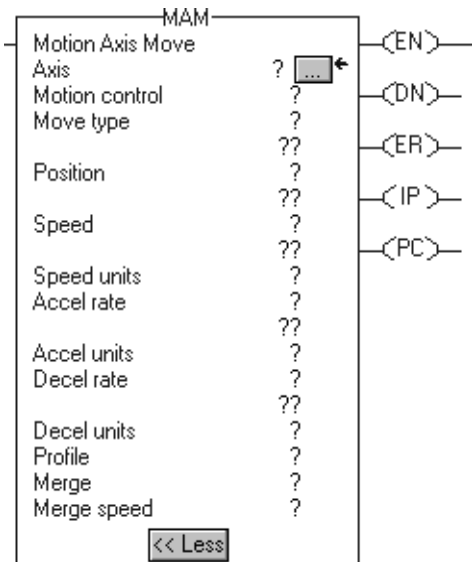 MAM
Motion Axis Move (EN)
Axis ? ...
Motion control ? (DN)
Move type ?
?? (ER)
Position ?
?? (IP)
Speed ?
?? (PC)
Speed units ?
Accel rate ?
??
Accel units ?
Decel rate ?
??
Decel units ?
Profile ?
Merge ?
Merge speed ?
<< Less